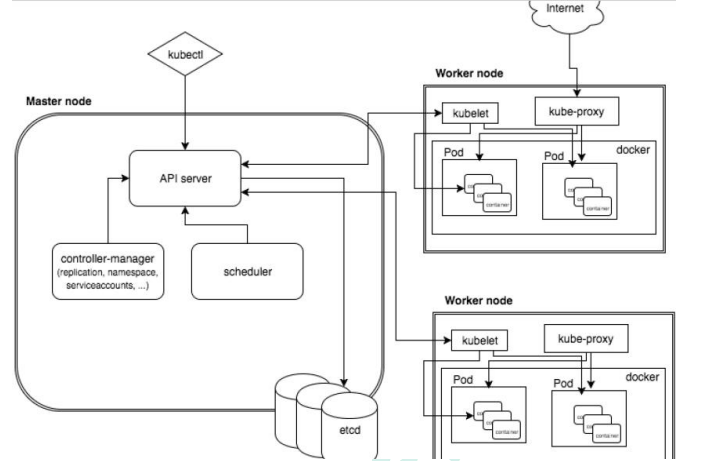 Internet
kubectl
Master node
API server
controller-manager
(replication, namespace,
serviceaccounts, ...)
scheduler
etcd
Worker node
kubelet
kube-proxy
docker
Pod
Pod
container
container
Worker node
kubelet
kube-proxy
docker
Pod
Pod
container
container